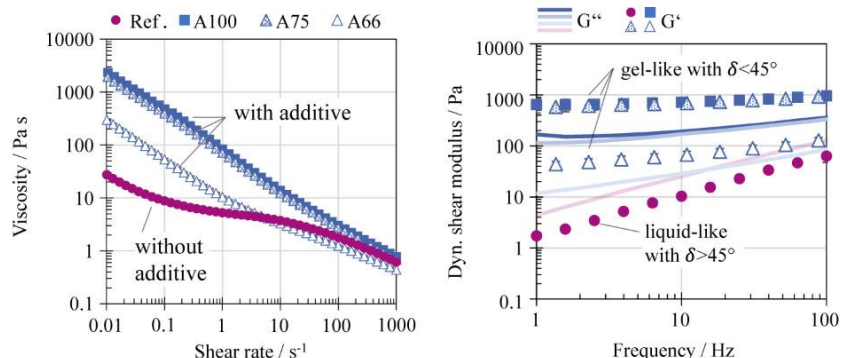 Ref. A100 A75 A66
Viscosity / Pa s
10000
1000
100
10
1
0.1
with additive
without
additive
0.01 0.1 1 10 100 1000
Shear rate / s⁻¹
G“ G‘
Dyn. shear modulus / Pa
10000
1000
100
10
1
0.1
gel-like with δ<45°
liquid-like
with δ>45°
1 10 100
Frequency / Hz